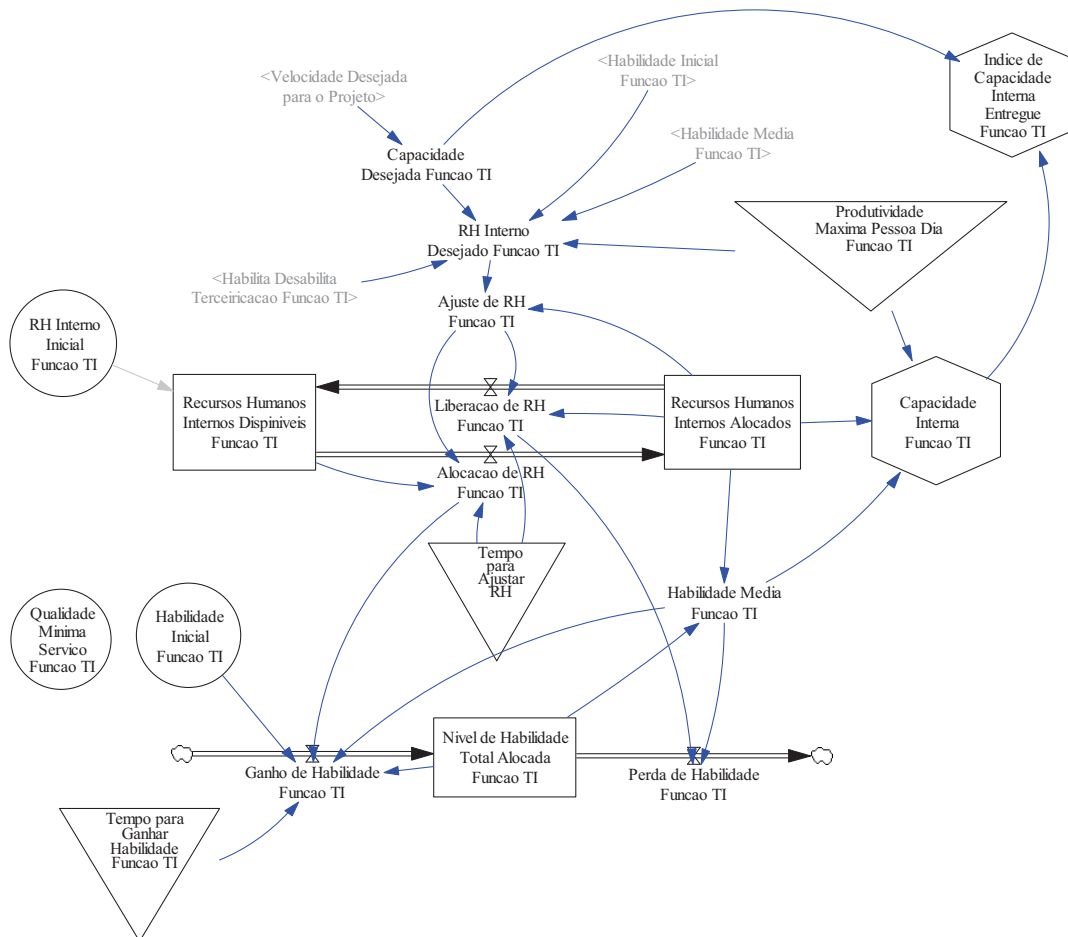 Indice de
Capacidade
Interna
Entregue
Funcao TI
<Velocidade Desejada
para o Projeto>
<Habilidade Inicial
Funcao TI>
<Habilidade Media
Funcao TI>
Capacidade
Desejada Funcao TI
Produtividade
Maxima Pessoa Dia
Funcao TI
RH Interno
Desejado Funcao TI
<Habilita Desabilita
Terceiricacao Funcao TI>
Ajuste de RH
Funcao TI
RH Interno
Inicial
Funcao TI
Recursos Humanos
Internos Dispiniveis
Funcao TI
Liberacao de RH
Funcao TI
Recursos Humanos
Internos Alocados
Funcao TI
Capacidade
Interna
Funcao TI
Alocacao de RH
Funcao TI
Tempo
para
Ajustar
RH
Habilidade Media
Funcao TI
Qualidade
Minima
Servico
Funcao TI
Habilidade
Inicial
Funcao TI
Nivel de Habilidade
Total Alocada
Funcao TI
Ganho de Habilidade
Funcao TI
Perda de Habilidade
Funcao TI
Tempo para
Ganhar
Habilidade
Funcao TI